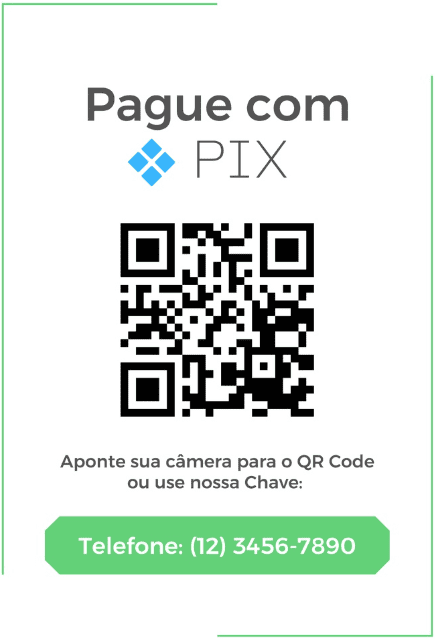 Pague com
PIX
Aponte sua câmera para o QR Code
ou use nossa Chave:
Telefone: (12) 3456-7890